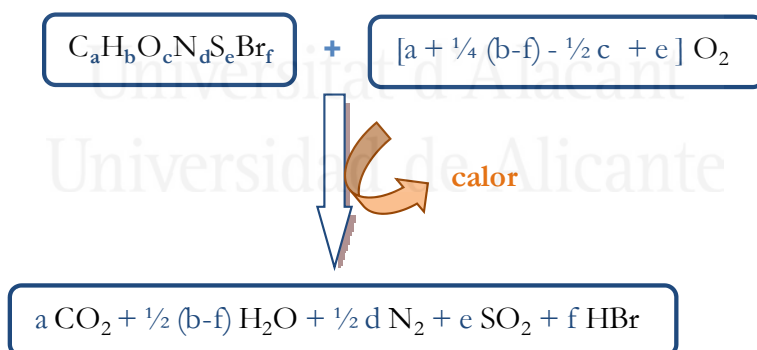 CₐH_bO_cN_dS_eBr_f + [a + ¼ (b-f) - ½ c + e ] O₂
Universitat d'Alacant
Universidad de Alicante
calor
a CO₂ + ½ (b-f) H₂O + ½ d N₂ + e SO₂ + f HBr